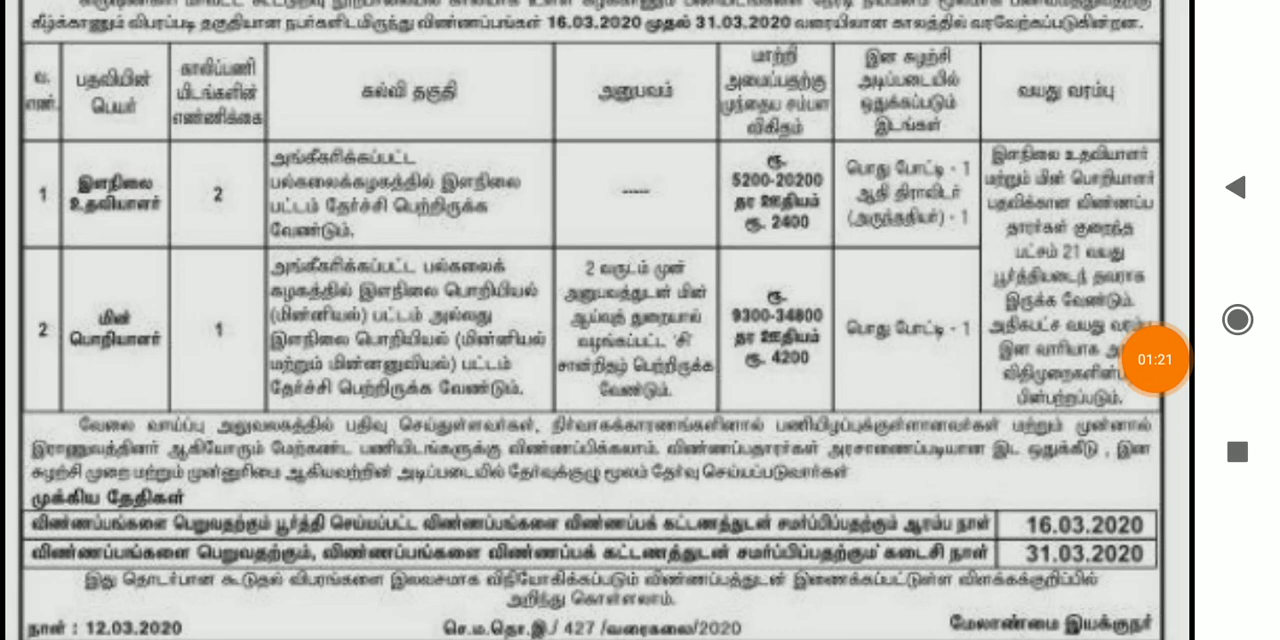 கீழ்க்காணும் விபரப்படி தகுதியான நபர்களிடமிருந்து விண்ணப்பங்கள் 16.03.2020 முதல் 31.03.2020 வரையிலான காலத்தில் வரவேற்கப்படுகின்றன.
வ. எண்.
பதவியின் பெயர்
காலிப்பணி யிடங்களின் எண்ணிக்கை
கல்வி தகுதி
அனுபவம்
மாற்றி அமைப்பதற்கு முந்தைய சம்பள விகிதம்
இன சுழற்சி அடிப்படையில் ஒதுக்கப்படும் இடங்கள்
வயது வரம்பு
1
இளநிலை உதவியாளர்
2
அங்கீகரிக்கப்பட்ட
பல்கலைக்கழகத்தில் இளநிலை
பட்டம் தேர்ச்சி பெற்றிருக்க
வேண்டும்.
-----
ரூ.
5200-20200
தர ஊதியம்
ரூ. 2400
பொது போட்டி - 1
ஆதி திராவிடர்
(அருந்ததியர்) - 1
இளநிலை உதவியாளர்
மற்றும் மின் பொறியாளர்
பதவிக்கான விண்ணப்ப
தாரர்கள் குறைந்த
பட்சம் 21 வயது
பூர்த்தியடைந் தவராக
இருக்க வேண்டும்.
அதிகபட்ச வயது
இன வாரியாக
பின்பற்றப்படும்.
2
மின் பொறியாளர்
1
அங்கீகரிக்கப்பட்ட பல்கலைக்
கழகத்தில் இளநிலை பொறியியல்
(மின்னியல்) பட்டம் அல்லது
இளநிலை பொறியியல் (மின்னியல்
மற்றும் மின்னனுவியல்) பட்டம்
தேர்ச்சி பெற்றிருக்க வேண்டும்.
2 வருடம் முன்
அனுபவத்துடன் மின்
ஆய்வுத் துறையால்
வழங்கப்பட்ட 'சி'
சான்றிதழ் பெற்றிருக்க
வேண்டும்.
ரூ.
9300-34800
தர ஊதியம்
ரூ. 4200
பொது போட்டி - 1
01:21
வேலை வாய்ப்பு அலுவலகத்தில் பதிவு செய்துள்ளவர்கள், நிர்வாகக்காரணங்களினால் பணியிழப்புக்குள்ளானவர்கள் மற்றும் முன்னாள்
இராணுவத்தினர் ஆகியோரும் மேற்கண்ட பணியிடங்களுக்கு விண்ணப்பிக்கலாம். விண்ணப்பதாரர்கள் அரசாணைப்படியான இட ஒதுக்கீடு , இன
சுழற்சி முறை மற்றும் முன்னுரிமை ஆகியவற்றின் அடிப்படையில் தேர்வுக்குழு மூலம் தேர்வு செய்யப்படுவார்கள்
முக்கிய தேதிகள்
விண்ணப்பங்களை பெறுவதற்கும் பூர்த்தி செய்யப்பட்ட விண்ணப்பங்களை விண்ணப்பக் கட்டணத்துடன் சமர்ப்பிப்பதற்கும் ஆரம்ப நாள் 16.03.2020
விண்ணப்பங்களை பெறுவதற்கும், விண்ணப்பங்களை விண்ணப்பக் கட்டணத்துடன் சமர்ப்பிப்பதற்கும் கடைசி நாள் 31.03.2020
இது தொடர்பான கூடுதல் விபரங்களை இலவசமாக விநியோகிக்கப்படும் விண்ணப்பத்துடன் இணைக்கப்பட்டுள்ள விளக்கக்குறிப்பில்
அறிந்து கொள்ளலாம்.
நாள் : 12.03.2020 செ.ம.தொ.இ./ 427 /வரைகலை/2020 மேலாண்மை இயக்குநர்